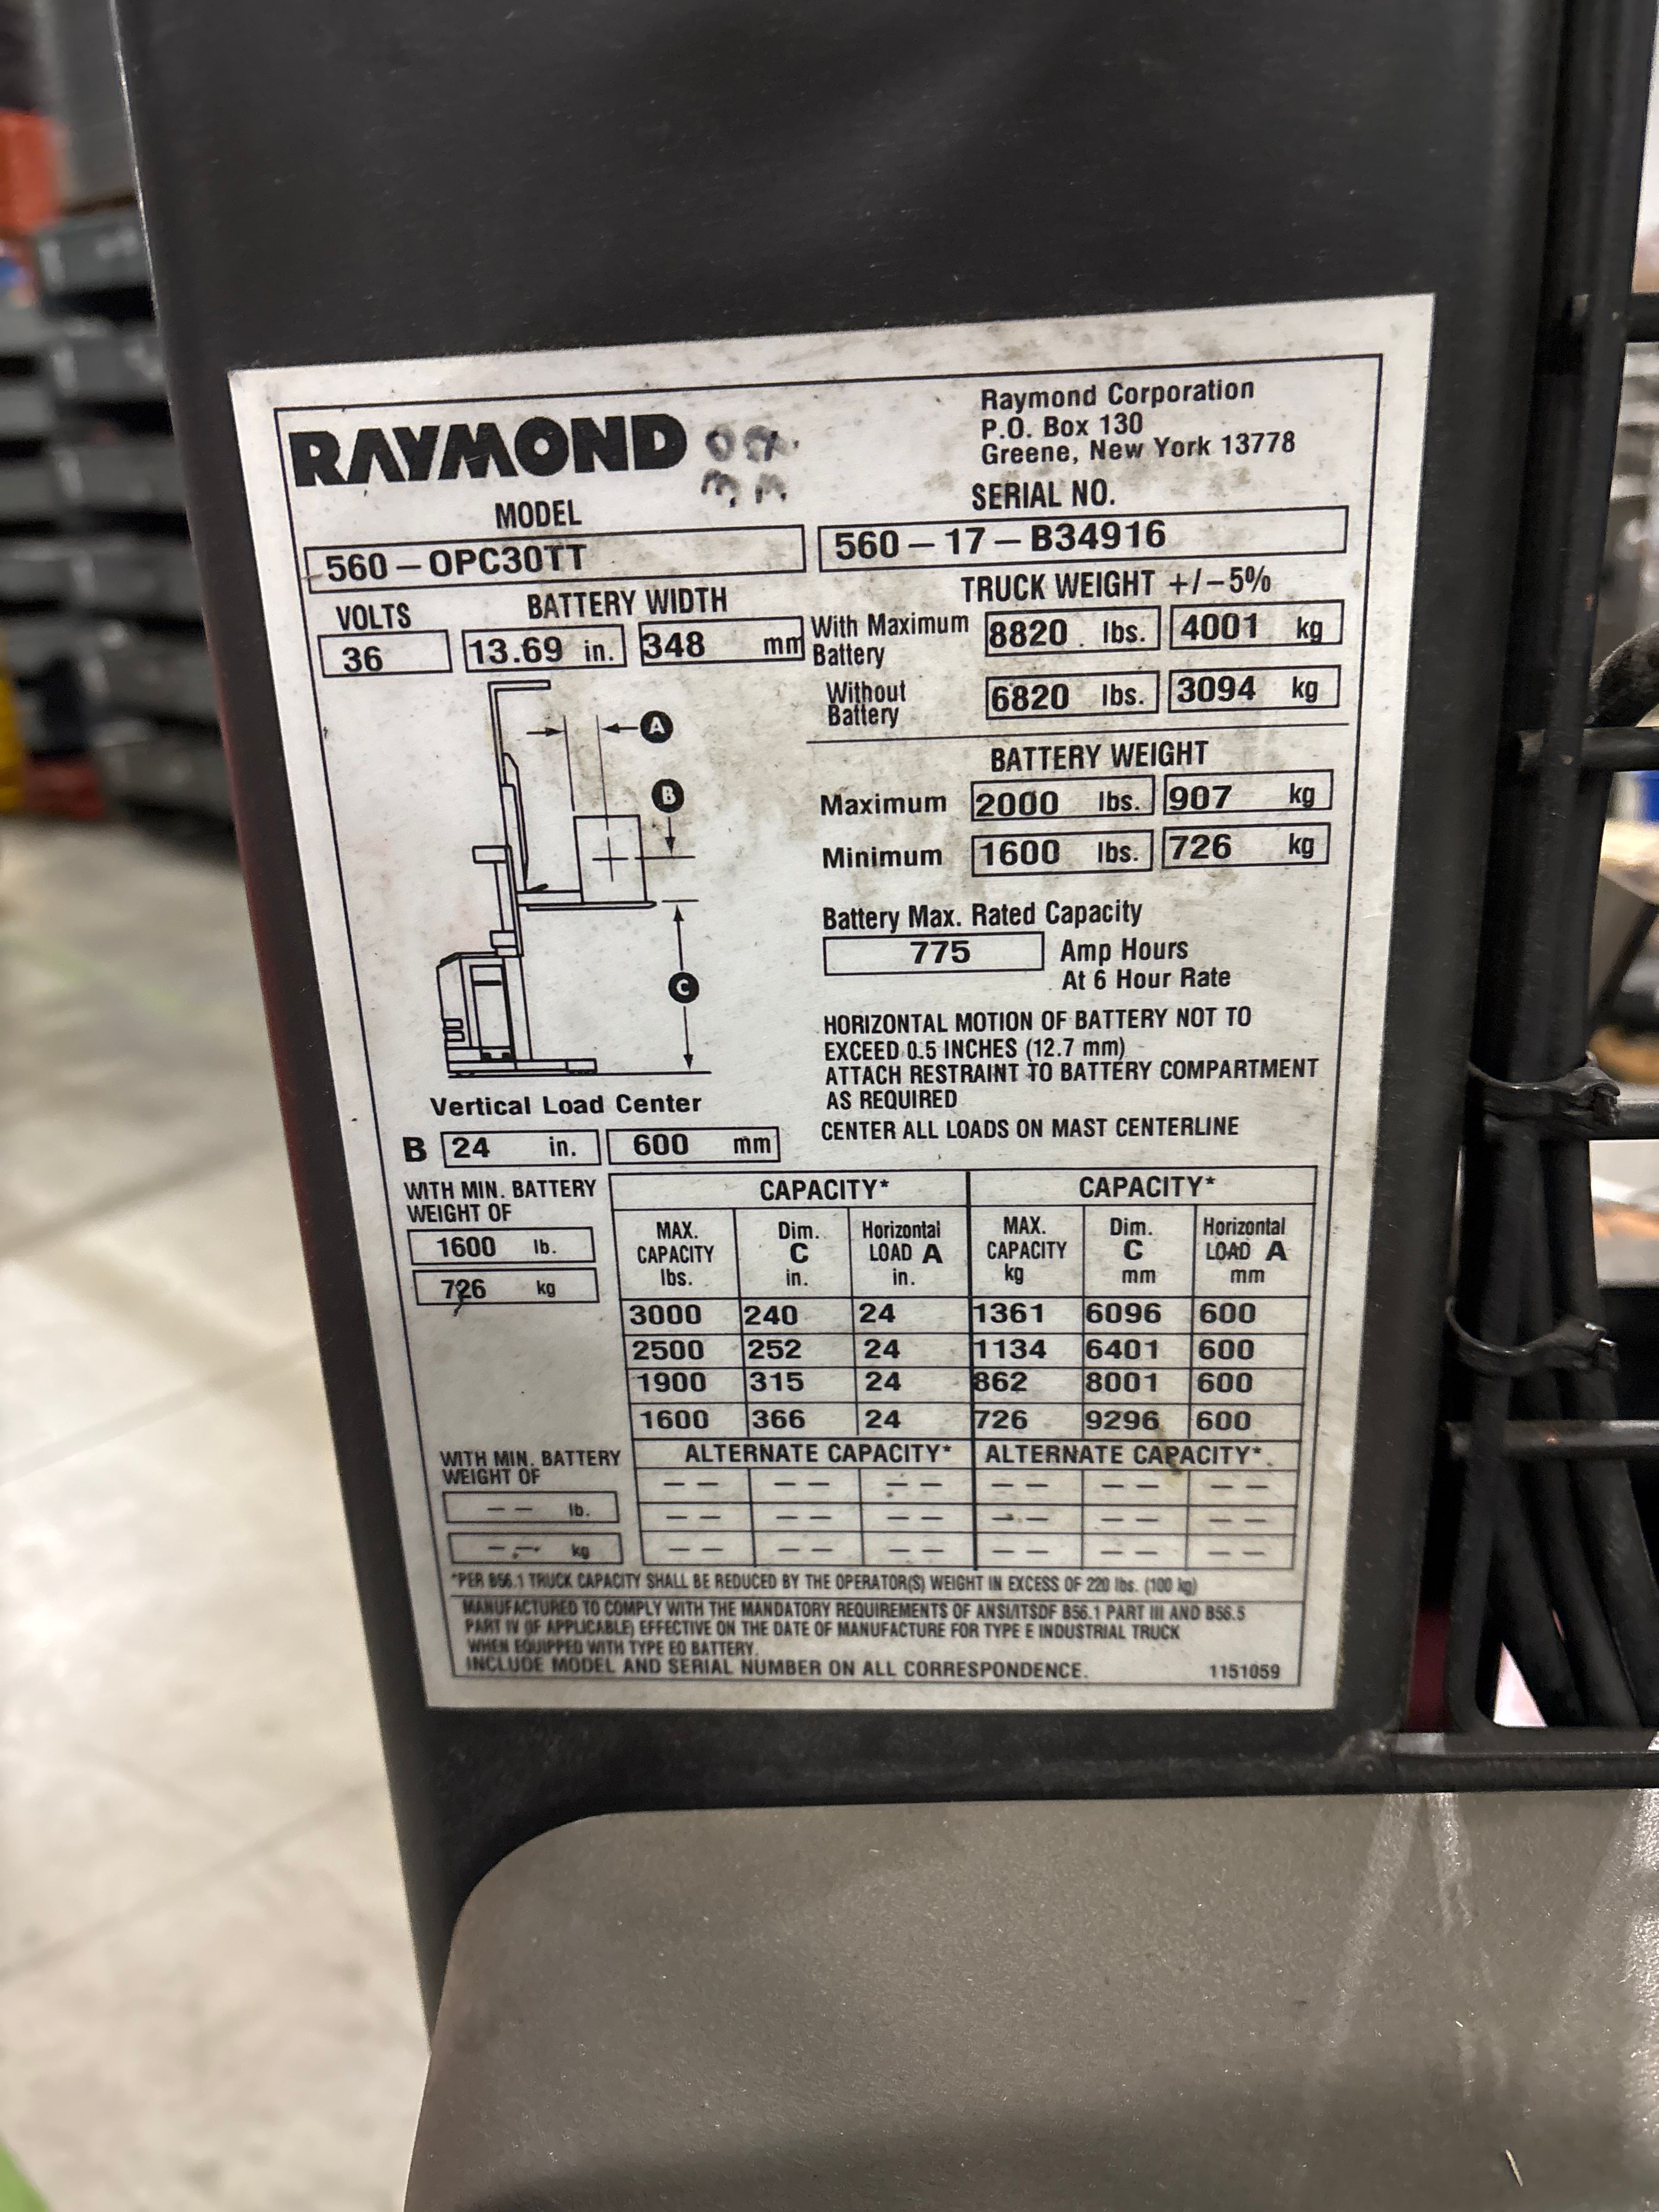 RAYMOND
Raymond Corporation
P.O. Box 130
Greene, New York 13778
MODEL
560–OPC30TT
SERIAL NO.
560–17–B34916
VOLTS
36
BATTERY WIDTH
13.69 in. 348 mm
TRUCK WEIGHT +/–5%
With Maximum Battery 8820 lbs. 4001 kg
Without Battery 6820 lbs. 3094 kg
BATTERY WEIGHT
Maximum 2000 lbs. 907 kg
Minimum 1600 lbs. 726 kg
Battery Max. Rated Capacity
775 Amp Hours
At 6 Hour Rate
HORIZONTAL MOTION OF BATTERY NOT TO
EXCEED 0.5 INCHES (12.7 mm)
ATTACH RESTRAINT TO BATTERY COMPARTMENT
AS REQUIRED
CENTER ALL LOADS ON MAST CENTERLINE
A
B
C
Vertical Load Center
B 24 in. 600 mm
WITH MIN. BATTERY
WEIGHT OF
1600 lb.
726 kg
CAPACITY* CAPACITY*
MAX. CAPACITY lbs. Dim. C in. Horizontal LOAD A in. MAX. CAPACITY kg Dim. C mm Horizontal LOAD A mm
3000 240 24 1361 6096 600
2500 252 24 1134 6401 600
1900 315 24 862 8001 600
1600 366 24 726 9296 600
WITH MIN. BATTERY
WEIGHT OF
– – lb.
– – kg
ALTERNATE CAPACITY* ALTERNATE CAPACITY*
– – – – – – – – – – – –
– – – – – – – – – – – –
– – – – – – – – – – – –
*PER B56.1 TRUCK CAPACITY SHALL BE REDUCED BY THE OPERATOR(S) WEIGHT IN EXCESS OF 220 lbs. (100 kg)
MANUFACTURED TO COMPLY WITH THE MANDATORY REQUIREMENTS OF ANSI/ITSDF B56.1 PART III AND B56.5
PART IV (IF APPLICABLE) EFFECTIVE ON THE DATE OF MANUFACTURE FOR TYPE E INDUSTRIAL TRUCK
WHEN EQUIPPED WITH TYPE EO BATTERY.
INCLUDE MODEL AND SERIAL NUMBER ON ALL CORRESPONDENCE. 1151059